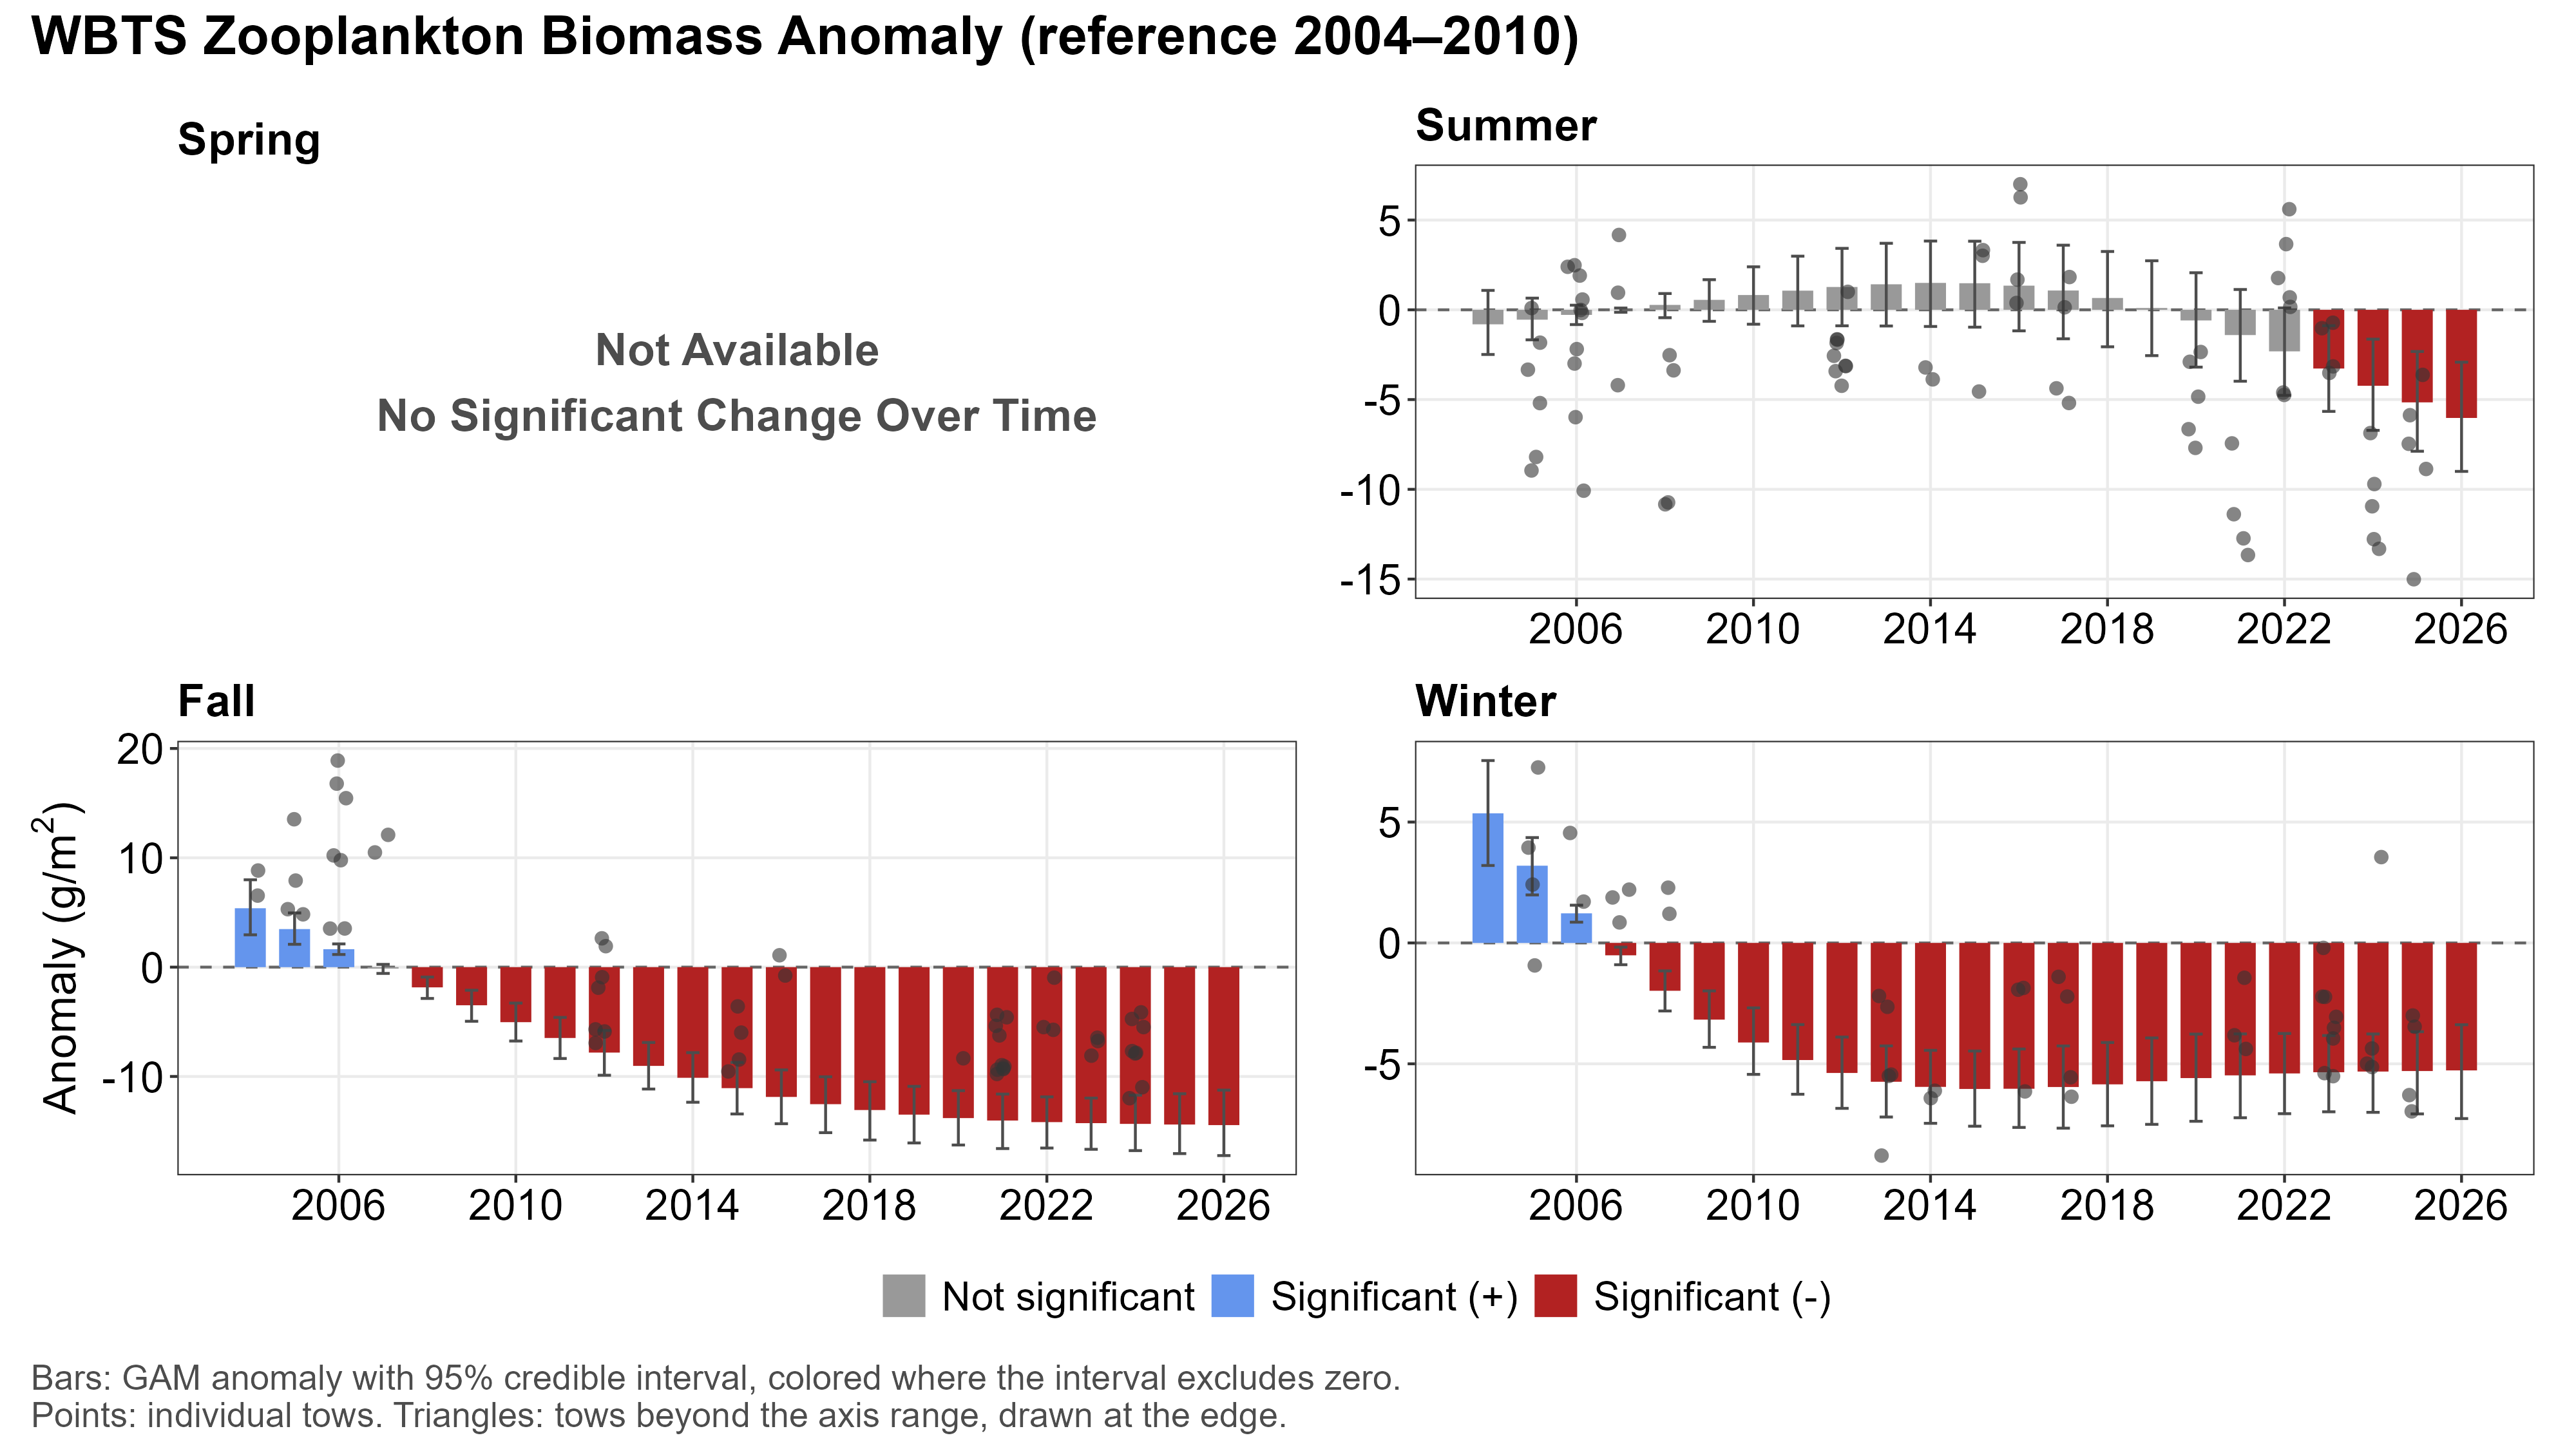 WBTS Zooplankton Biomass Anomaly (reference 2004–2010)
Spring
Not Available
No Significant Change Over Time
Summer
5
0
-5
-10
-15
2006 2010 2014 2018 2022 2026
Fall
Anomaly (g/m²)
20
10
0
-10
2006 2010 2014 2018 2022 2026
Winter
5
0
-5
2006 2010 2014 2018 2022 2026
Not significant Significant (+) Significant (-)
Bars: GAM anomaly with 95% credible interval, colored where the interval excludes zero.
Points: individual tows. Triangles: tows beyond the axis range, drawn at the edge.